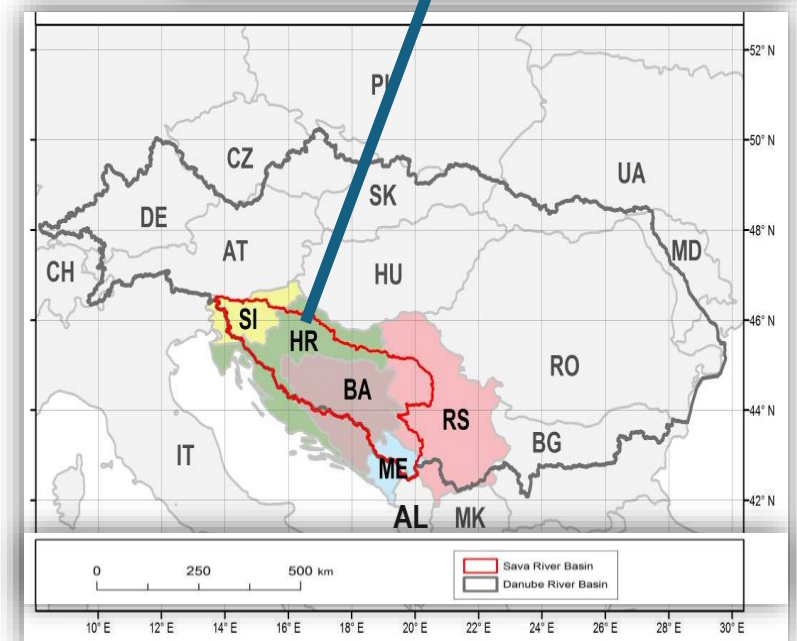 52° N
PL
50° N
CZ
UA
SK
DE
48° N
MD
AT
CH
HU
SI
46° N
HR
RO
BA
44° N
RS
BG
IT
ME
42° N
AL
MK
0 250 500 km
Sava River Basin
Danube River Basin
10° E 12° E 14° E 16° E 18° E 20° E 22° E 24° E 26° E 28° E 30° E